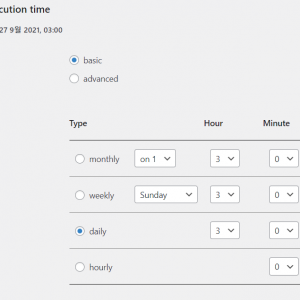 cution time
27 9월 2021, 03:00
basic
advanced
Type Hour Minute
monthly on 1 3 0
weekly Sunday 3 0
daily 3 0
hourly 0